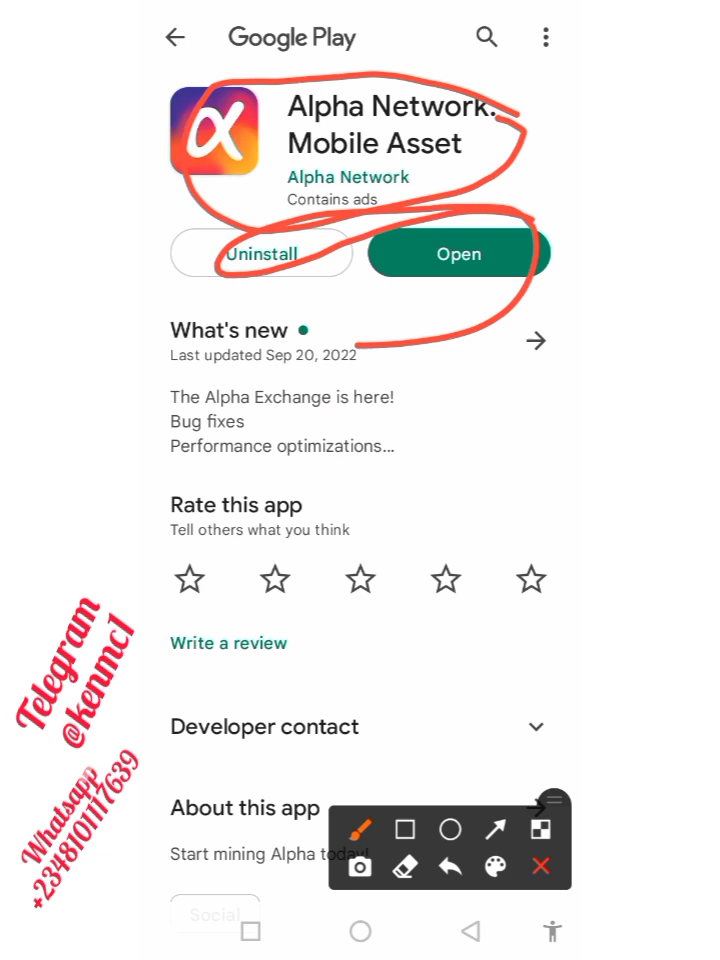 Google Play
Alpha Network:
Mobile Asset
Alpha Network
Contains ads
Uninstall
Open
What's new
Last updated Sep 20, 2022
The Alpha Exchange is here!
Bug fixes
Performance optimizations...
Rate this app
Tell others what you think
Write a review
Developer contact
About this app
Start mining Alpha today!
Social
Telegram
@kenmc1
Whatsapp
+2348101117639